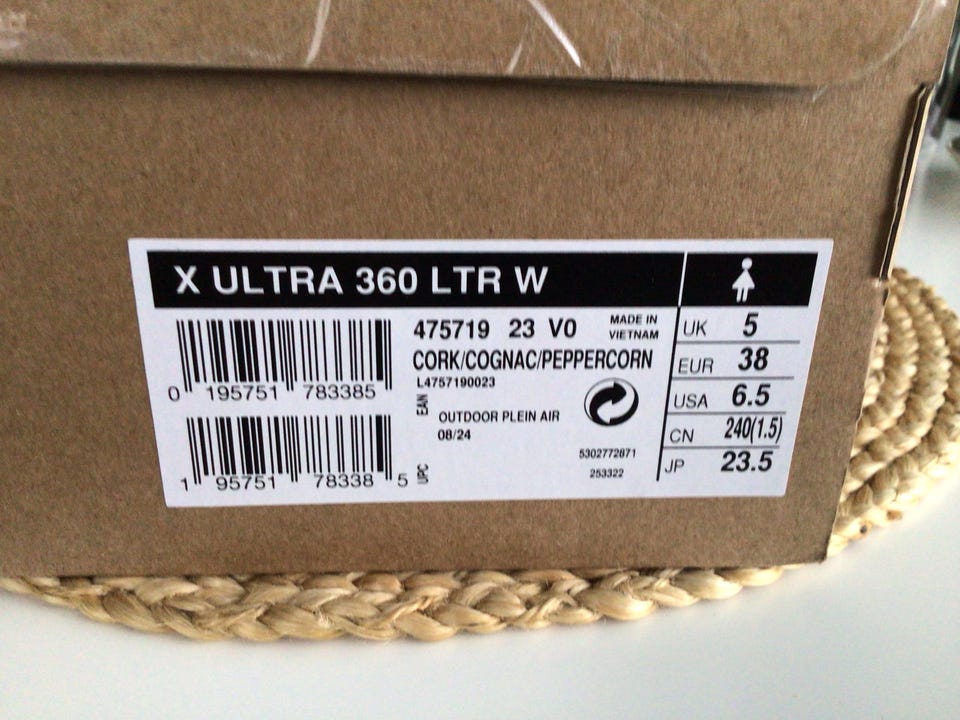 X ULTRA 360 LTR W
0 195751 783385
1 95751 78338 5
475719 23 V0
MADE IN
VIETNAM
CORK/COGNAC/PEPPERCORN
L4757190023
EAN
OUTDOOR PLEIN AIR
08/24
UPC
5302772871
253322
UK 5
EUR 38
USA 6.5
CN 240(1.5)
JP 23.5